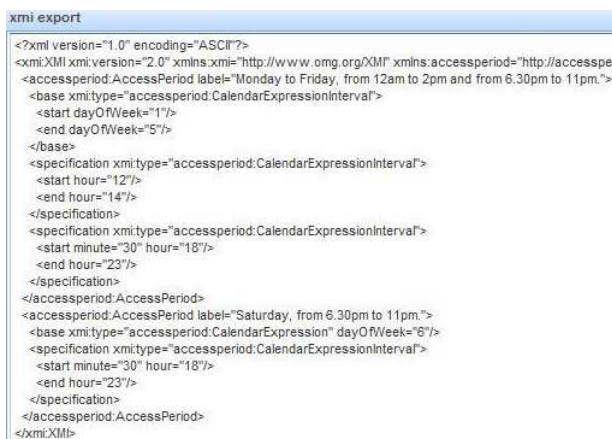 xmi export
<?xml version="1.0" encoding="ASCII"?>
<xmi:XMI xmi:version="2.0" xmlns:xmi="http://www.omg.org/XMI" xmlns:accessperiod="http://accesspe
<accessperiod:AccessPeriod label="Monday to Friday, from 12am to 2pm and from 6.30pm to 11pm.">
<base xmi:type="accessperiod:CalendarExpressionInterval">
<start dayOfWeek="1"/>
<end dayOfWeek="5"/>
</base>
<specification xmi:type="accessperiod:CalendarExpressionInterval">
<start hour="12"/>
<end hour="14"/>
</specification>
<specification xmi:type="accessperiod:CalendarExpressionInterval">
<start minute="30" hour="18"/>
<end hour="23"/>
</specification>
</accessperiod:AccessPeriod>
<accessperiod:AccessPeriod label="Saturday, from 6.30pm to 11pm.">
<base xmi:type="accessperiod:CalendarExpression" dayOfWeek="6"/>
<specification xmi:type="accessperiod:CalendarExpressionInterval">
<start minute="30" hour="18"/>
<end hour="23"/>
</specification>
</accessperiod:AccessPeriod>
</xmi:XMI>